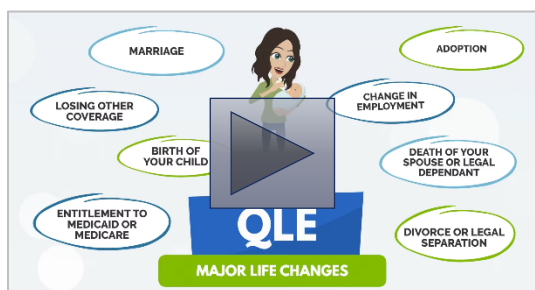 MARRIAGE
ADOPTION
LOSING OTHER
COVERAGE
CHANGE IN
EMPLOYMENT
BIRTH OF
YOUR CHILD
DEATH OF YOUR
SPOUSE OR LEGAL
DEPENDANT
ENTITLEMENT TO
MEDICAID OR
MEDICARE
DIVORCE OR LEGAL
SEPARATION
QLE
MAJOR LIFE CHANGES